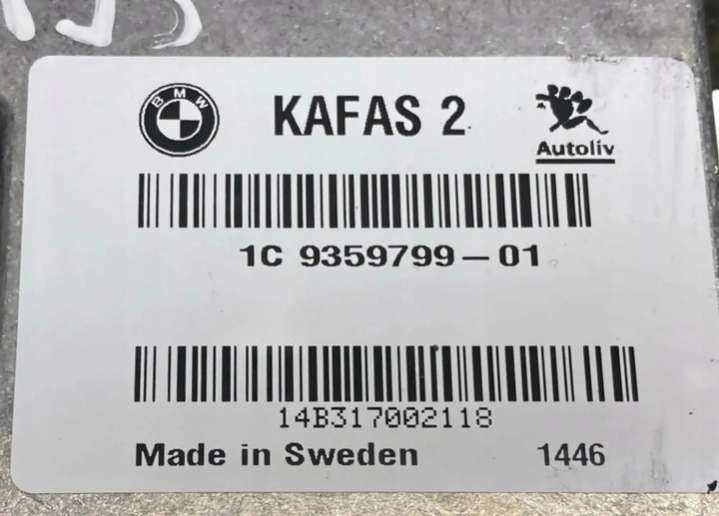 BMW
KAFAS 2
Autoliv
1C 9359799-01
14B317002118
Made in Sweden
1446